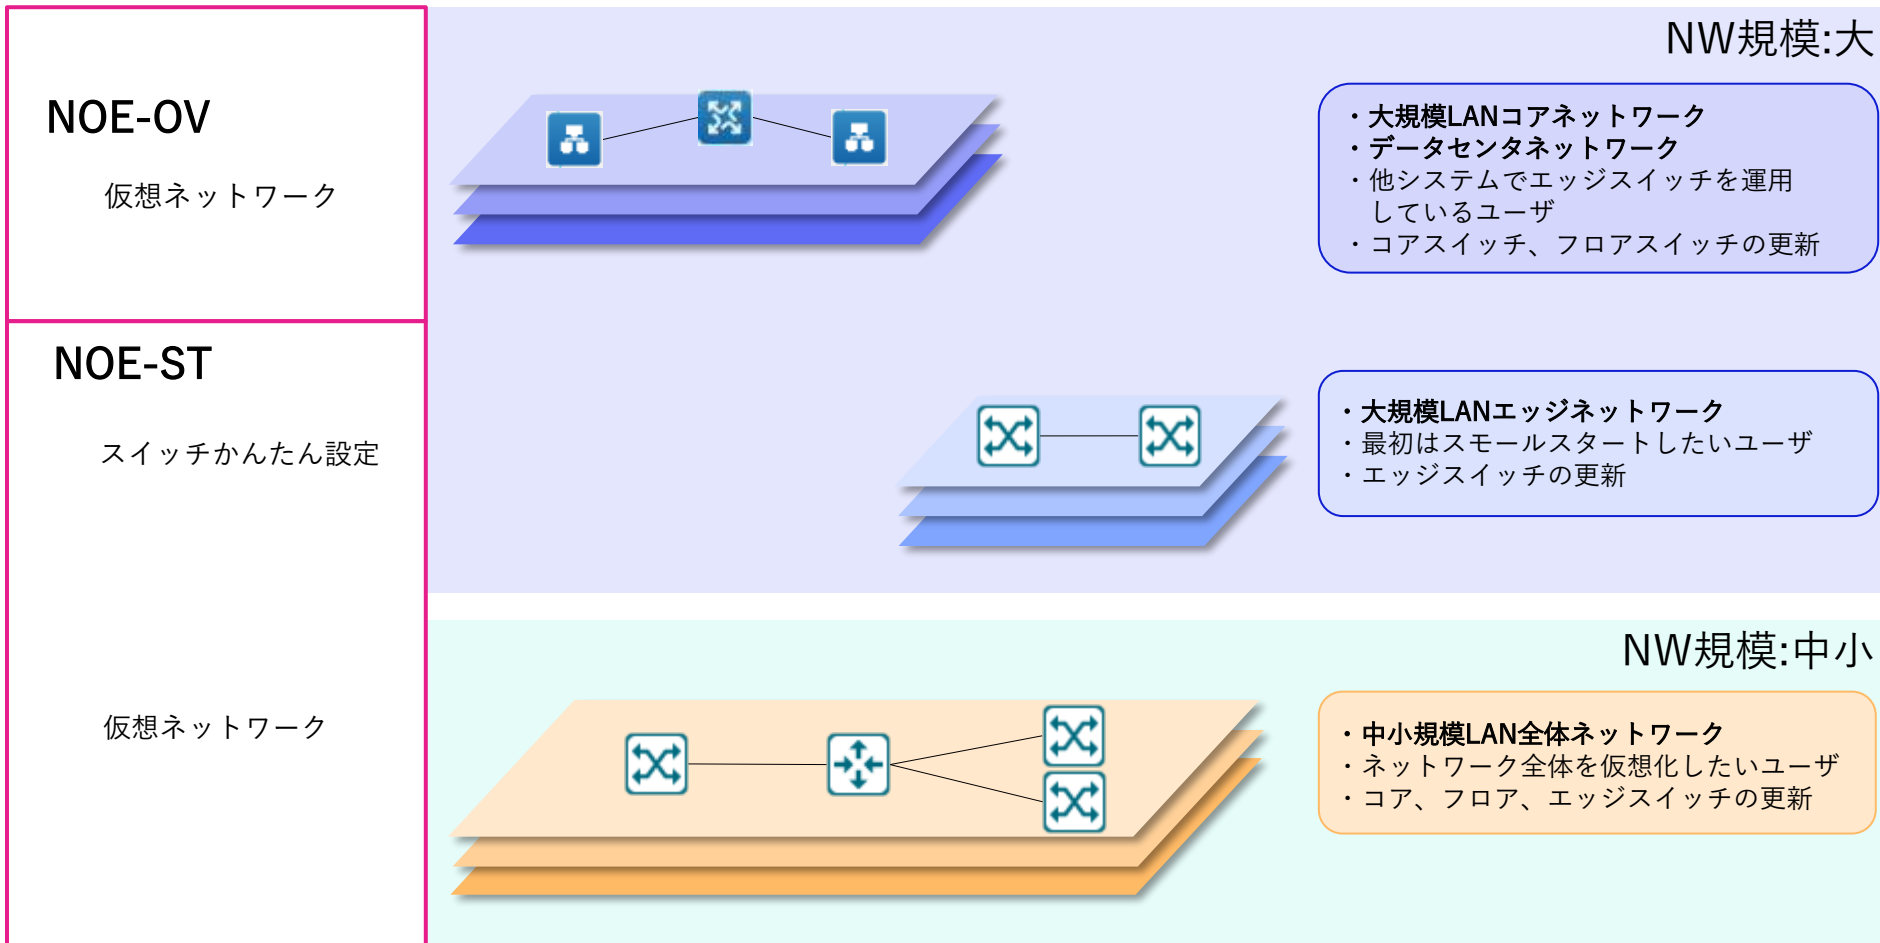 NW規模:大
NOE-OV
仮想ネットワーク
・大規模LANコアネットワーク
・データセンタネットワーク
・他システムでエッジスイッチを運用
しているユーザ
・コアスイッチ、フロアスイッチの更新
NOE-ST
スイッチかんたん設定
・大規模LANエッジネットワーク
・最初はスモールスタートしたいユーザ
・エッジスイッチの更新
NW規模:中小
仮想ネットワーク
・中小規模LAN全体ネットワーク
・ネットワーク全体を仮想化したいユーザ
・コア、フロア、エッジスイッチの更新